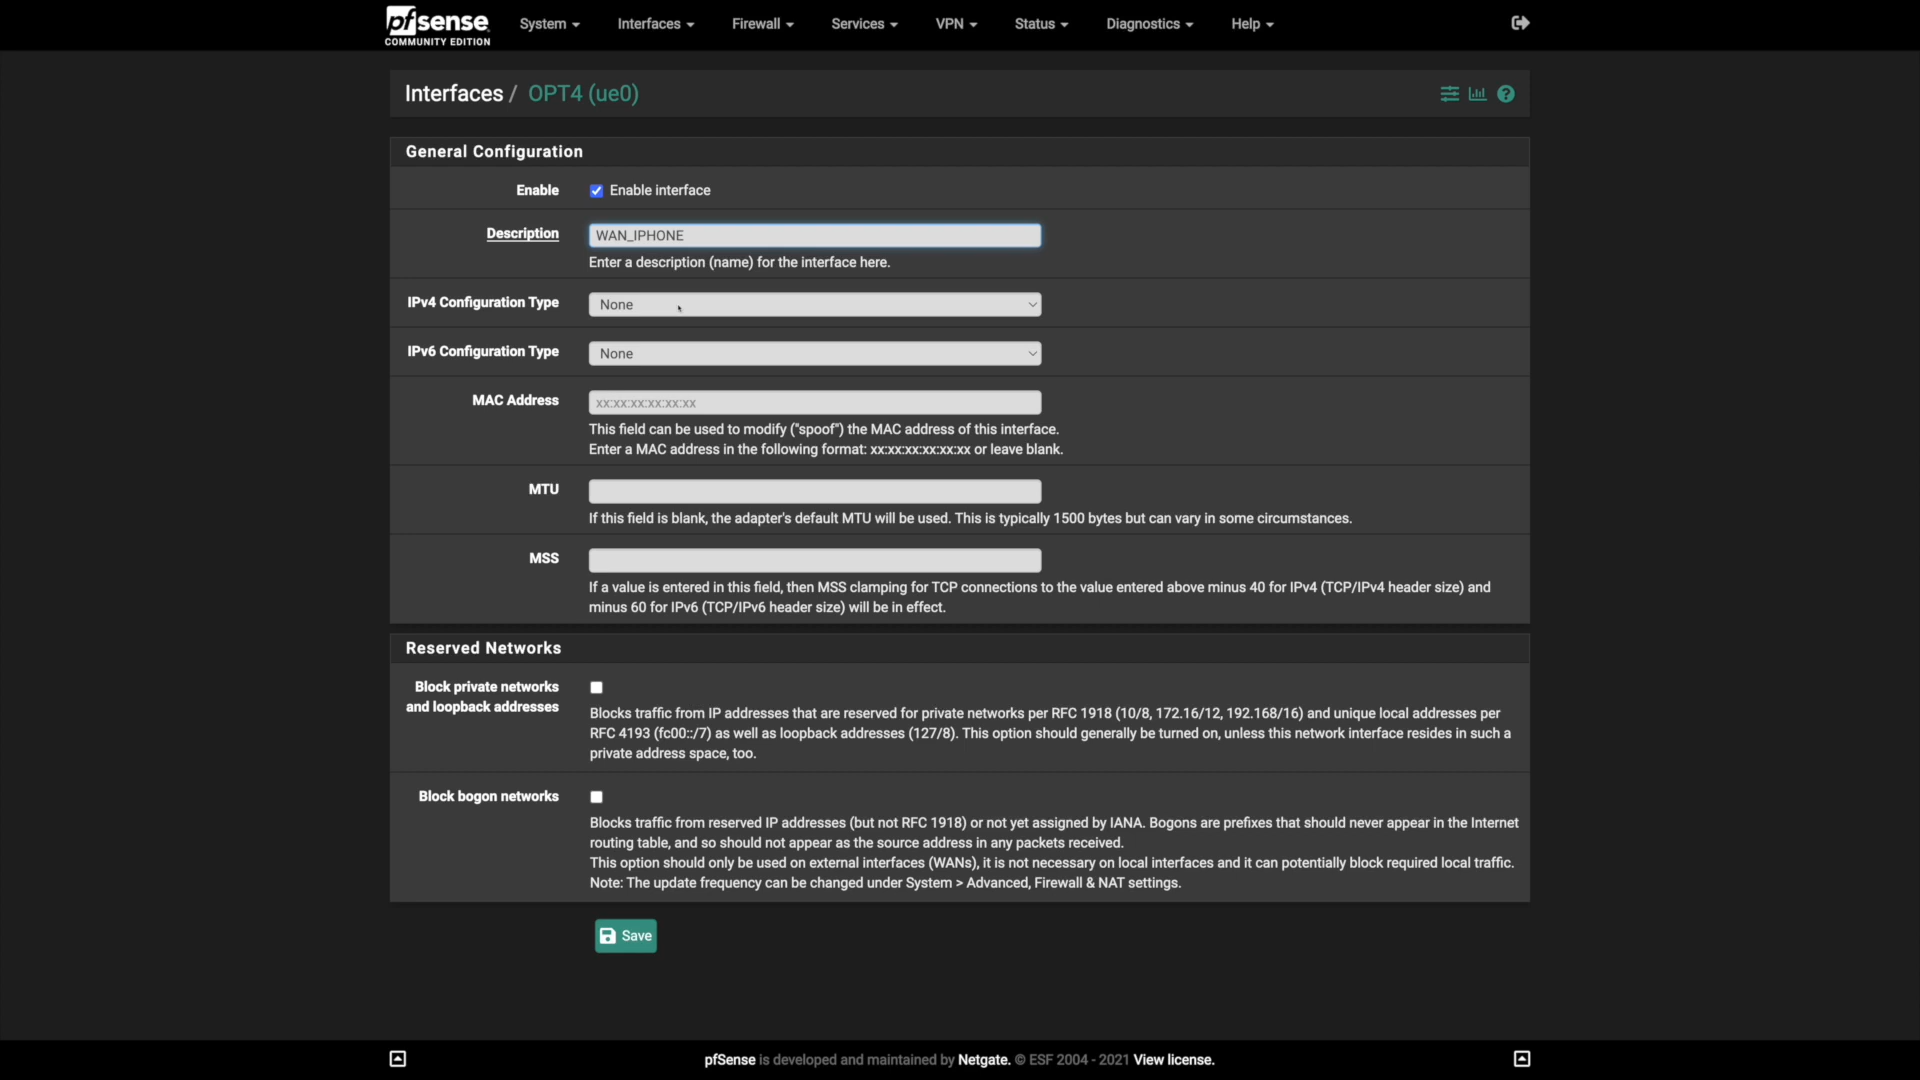 pfsense
COMMUNITY EDITION
System
Interfaces
Firewall
Services
VPN
Status
Diagnostics
Help
Interfaces / OPT4 (ue0)
General Configuration
Enable
Enable interface
Description
WAN_IPHONE
Enter a description (name) for the interface here.
IPv4 Configuration Type
None
IPv6 Configuration Type
None
MAC Address
xx:xx:xx:xx:xx:xx
This field can be used to modify ("spoof") the MAC address of this interface.
Enter a MAC address in the following format: xx:xx:xx:xx:xx:xx or leave blank.
MTU
If this field is blank, the adapter's default MTU will be used. This is typically 1500 bytes but can vary in some circumstances.
MSS
If a value is entered in this field, then MSS clamping for TCP connections to the value entered above minus 40 for IPv4 (TCP/IPv4 header size) and
minus 60 for IPv6 (TCP/IPv6 header size) will be in effect.
Reserved Networks
Block private networks
and loopback addresses
Blocks traffic from IP addresses that are reserved for private networks per RFC 1918 (10/8, 172.16/12, 192.168/16) and unique local addresses per
RFC 4193 (fc00::/7) as well as loopback addresses (127/8). This option should generally be turned on, unless this network interface resides in such a
private address space, too.
Block bogon networks
Blocks traffic from reserved IP addresses (but not RFC 1918) or not yet assigned by IANA. Bogons are prefixes that should never appear in the Internet
routing table, and so should not appear as the source address in any packets received.
This option should only be used on external interfaces (WANs), it is not necessary on local interfaces and it can potentially block required local traffic.
Note: The update frequency can be changed under System > Advanced, Firewall & NAT settings.
Save
pfSense is developed and maintained by Netgate. © ESF 2004 - 2021 View license.